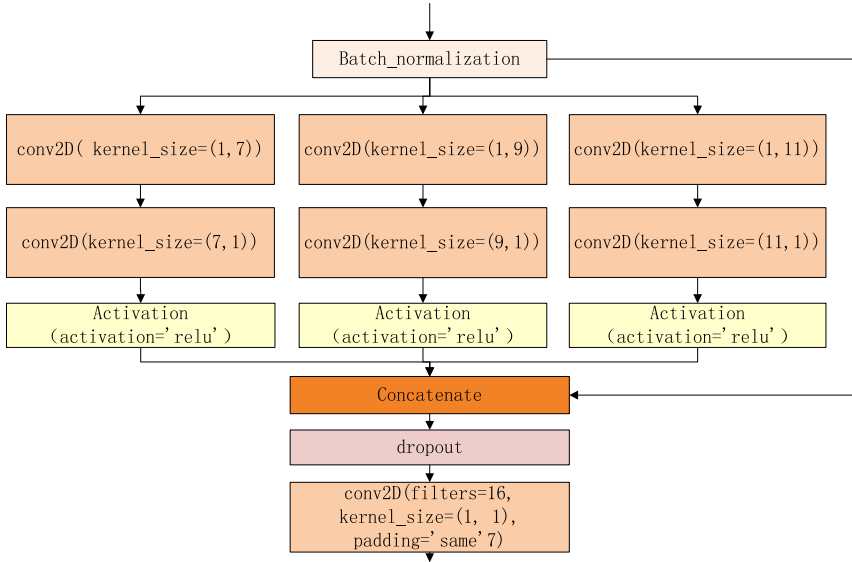 Batch_normalization
conv2D( kernel_size=(1,7))
conv2D(kernel_size=(1,9))
conv2D(kernel_size=(1,11))
conv2D(kernel_size=(7,1))
conv2D(kernel_size=(9,1))
conv2D(kernel_size=(11,1))
Activation
(activation='relu')
Activation
(activation='relu')
Activation
(activation='relu')
Concatenate
dropout
conv2D(filters=16,
kernel_size=(1, 1),
padding='same'7)